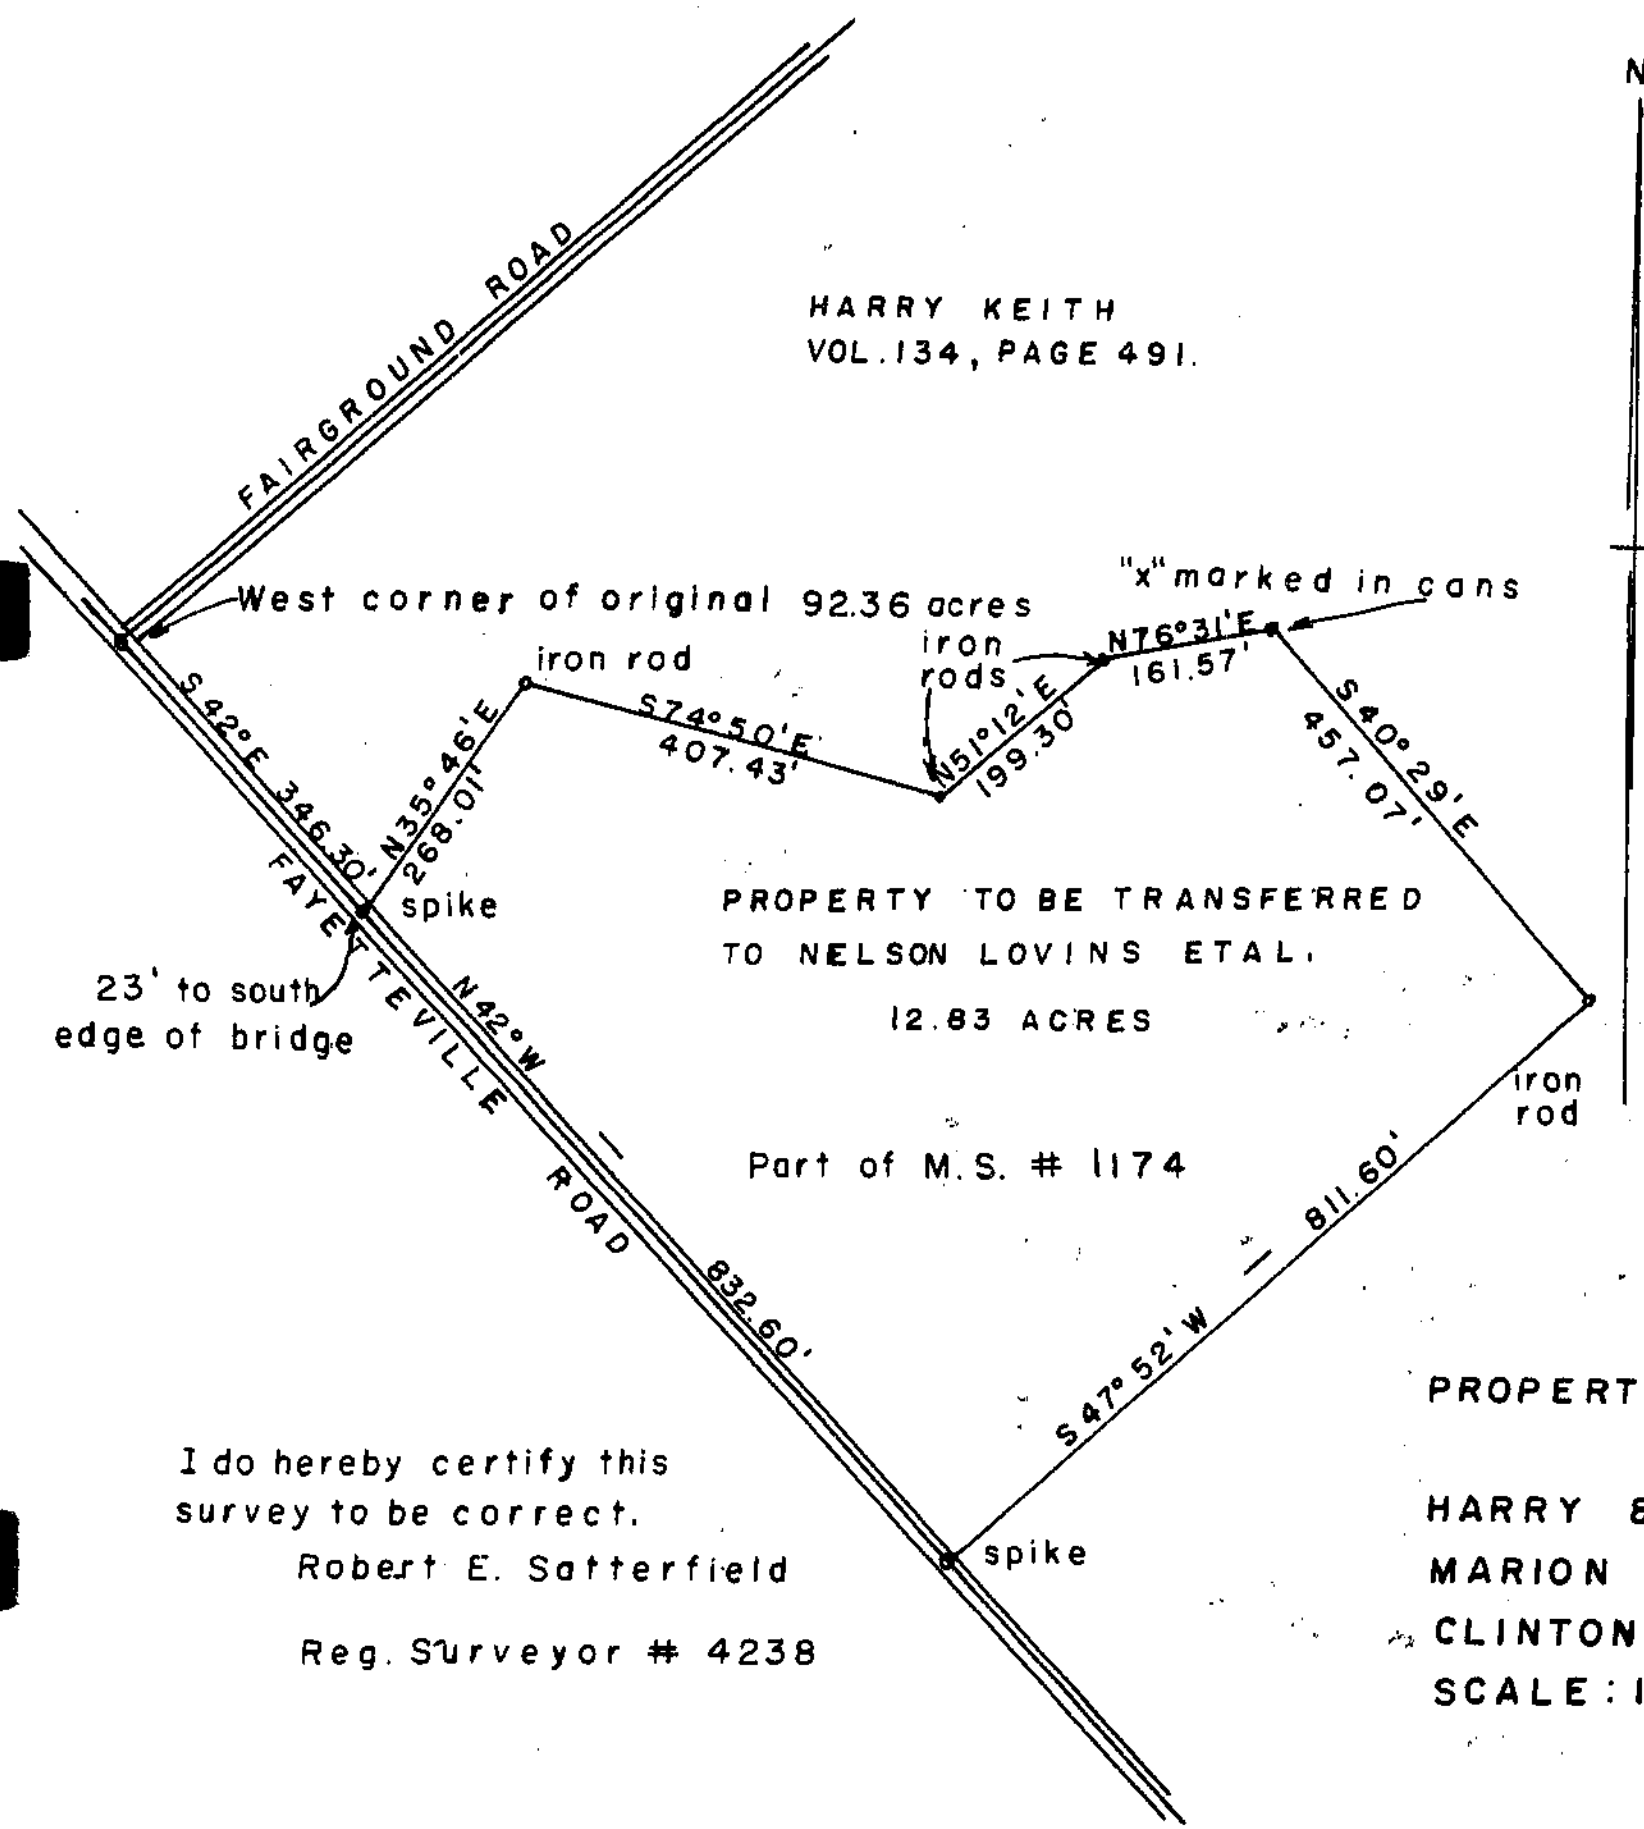 N
FAIRGROUND ROAD
HARRY KEITH
VOL. 134, PAGE 491.
"x" marked in cans
West corner of original 92.36 acres
iron
rods
iron rod
N76°31'E
161.57'
S42°E 346.30'
N35°46'E
268.01'
S74°50'E
407.43'
N51°12'E
199.30'
S40°29'E
457.07'
spike
PROPERTY TO BE TRANSFERRED
TO NELSON LOVINS ETAL.
12.83 ACRES
23' to south
edge of bridge
FAYETTEVILLE ROAD
N42°W 832.60'
iron
rod
Part of M.S. # 1174
S47°52'W 811.60'
I do hereby certify this
survey to be correct.
Robert E. Satterfield
Reg. Surveyor # 4238
spike
PROPERT
HARRY &
MARION
CLINTON
SCALE: 1